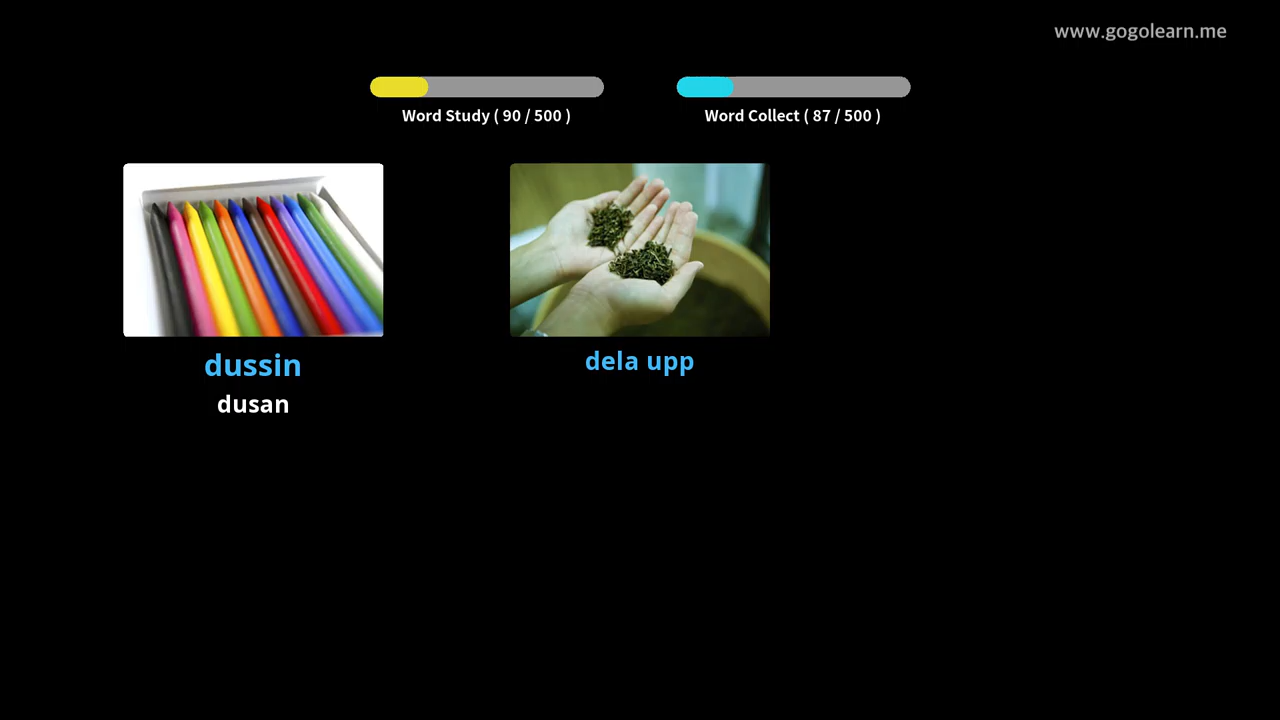 www.gogolearn.me
Word Study ( 90 / 500 )
Word Collect ( 87 / 500 )
dussin
dusan
dela upp